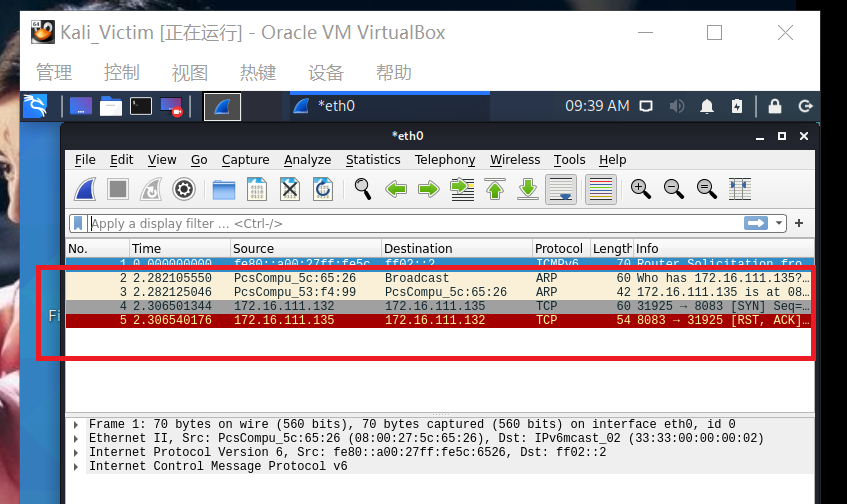 Kali_Victim [正在运行] - Oracle VM VirtualBox
管理 控制 视图 热键 设备 帮助
*eth0 09:39 AM
*eth0
File Edit View Go Capture Analyze Statistics Telephony Wireless Tools Help
Apply a display filter … <Ctrl-/>
No. Time Source Destination Protocol Length Info
1 0.000000000 fe80::a00:27ff:fe5c… ff02::2 ICMPv6 70 Router Solicitation fro…
2 2.282105550 PcsCompu_5c:65:26 Broadcast ARP 60 Who has 172.16.111.135?…
3 2.282125046 PcsCompu_53:f4:99 PcsCompu_5c:65:26 ARP 42 172.16.111.135 is at 08…
4 2.306501344 172.16.111.132 172.16.111.135 TCP 60 31925 → 8083 [SYN] Seq=…
5 2.306540176 172.16.111.135 172.16.111.132 TCP 54 8083 → 31925 [RST, ACK]…
Fi
Frame 1: 70 bytes on wire (560 bits), 70 bytes captured (560 bits) on interface eth0, id 0
Ethernet II, Src: PcsCompu_5c:65:26 (08:00:27:5c:65:26), Dst: IPv6mcast_02 (33:33:00:00:00:02)
Internet Protocol Version 6, Src: fe80::a00:27ff:fe5c:6526, Dst: ff02::2
Internet Control Message Protocol v6